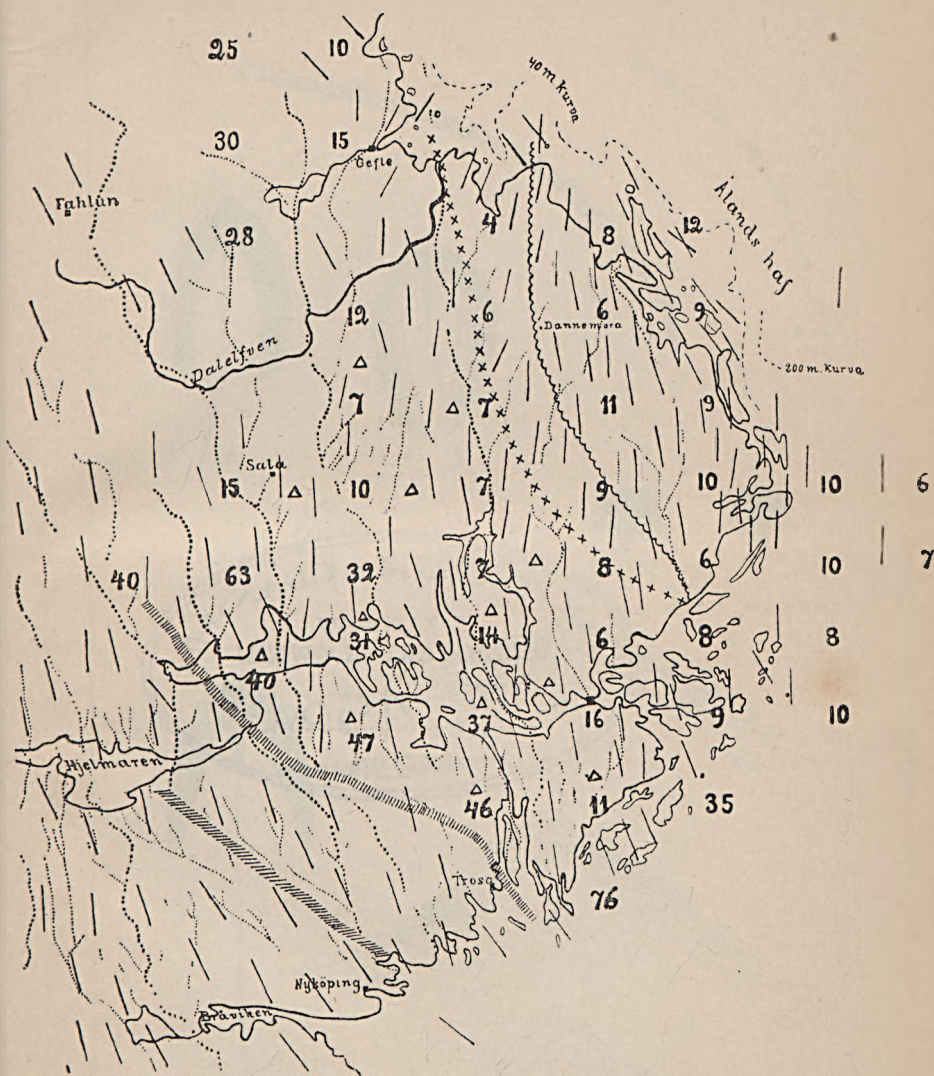 25 10
40 m. kurva
10
30 15
Gefle
Fahlun
Ålands haf
4 8 12
28
12 6 6 9
Dannemora
Dalelfven
200 m. kurva
7 7 11 9
Sala
15 10 7 9 10 10 6
40 63 32 7 8 6 10 7
31 14 6 8 8
40
47 37 16 9 10
Hjelmaren
46 11 35
Trosa
76
Nyköping
Bråviken